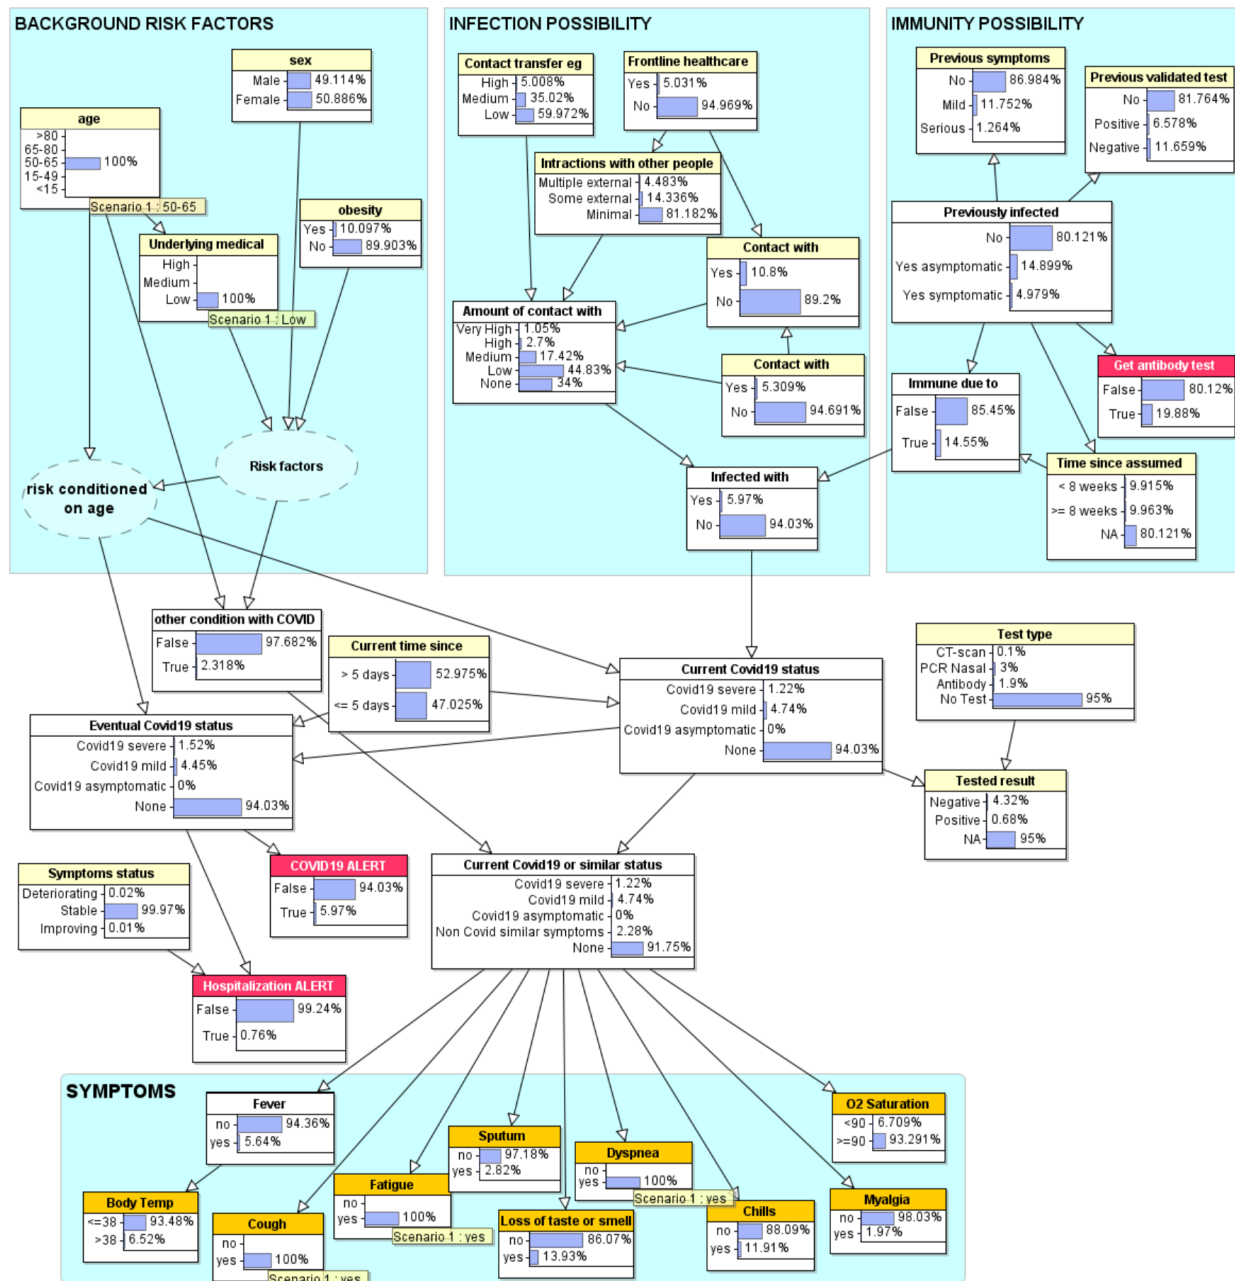 BACKGROUND RISK FACTORS
sex
Male 49.114%
Female 50.886%
age
>80
65-80
50-65 100%
15-49
<15
Scenario 1 : 50-65
obesity
Yes 10.097%
No 89.903%
Underlying medical
High
Medium
Low 100%
Scenario 1 : Low
Risk factors
risk conditioned
on age
INFECTION POSSIBILITY
Contact transfer eg
High 5.008%
Medium 35.02%
Low 59.972%
Frontline healthcare
Yes 5.031%
No 94.969%
Intractions with other people
Multiple external 4.483%
Some external 14.336%
Minimal 81.182%
Contact with
Yes 10.8%
No 89.2%
Amount of contact with
Very High 1.05%
High 2.7%
Medium 17.42%
Low 44.83%
None 34%
Contact with
Yes 5.309%
No 94.691%
Infected with
Yes 5.97%
No 94.03%
IMMUNITY POSSIBILITY
Previous symptoms
No 86.984%
Mild 11.752%
Serious 1.264%
Previous validated test
No 81.764%
Positive 6.578%
Negative 11.659%
Previously infected
No 80.121%
Yes asymptomatic 14.899%
Yes symptomatic 4.979%
Get antibody test
False 80.12%
True 19.88%
Immune due to
False 85.45%
True 14.55%
Time since assumed
< 8 weeks 9.915%
>= 8 weeks 9.963%
NA 80.121%
other condition with COVID
False 97.682%
True 2.318%
Current time since
> 5 days 52.975%
<= 5 days 47.025%
Current Covid19 status
Covid19 severe 1.22%
Covid19 mild 4.74%
Covid19 asymptomatic 0%
None 94.03%
Test type
CT-scan 0.1%
PCR Nasal 3%
Antibody 1.9%
No Test 95%
Eventual Covid19 status
Covid19 severe 1.52%
Covid19 mild 4.45%
Covid19 asymptomatic 0%
None 94.03%
Tested result
Negative 4.32%
Positive 0.68%
NA 95%
COVID19 ALERT
False 94.03%
True 5.97%
Current Covid19 or similar status
Covid19 severe 1.22%
Covid19 mild 4.74%
Covid19 asymptomatic 0%
Non Covid similar symptoms 2.28%
None 91.75%
Symptoms status
Deteriorating 0.02%
Stable 99.97%
Improving 0.01%
Hospitalization ALERT
False 99.24%
True 0.76%
SYMPTOMS
Fever
no 94.36%
yes 5.64%
Body Temp
<=38 93.48%
>38 6.52%
Cough
no
yes 100%
Scenario 1 : yes
Fatigue
no
yes 100%
Scenario 1 : yes
Sputum
no 97.18%
yes 2.82%
Loss of taste or smell
no 86.07%
yes 13.93%
Dyspnea
no
yes 100%
Scenario 1 : yes
Chills
no 88.09%
yes 11.91%
O2 Saturation
<90 6.709%
>=90 93.291%
Myalgia
no 98.03%
yes 1.97%